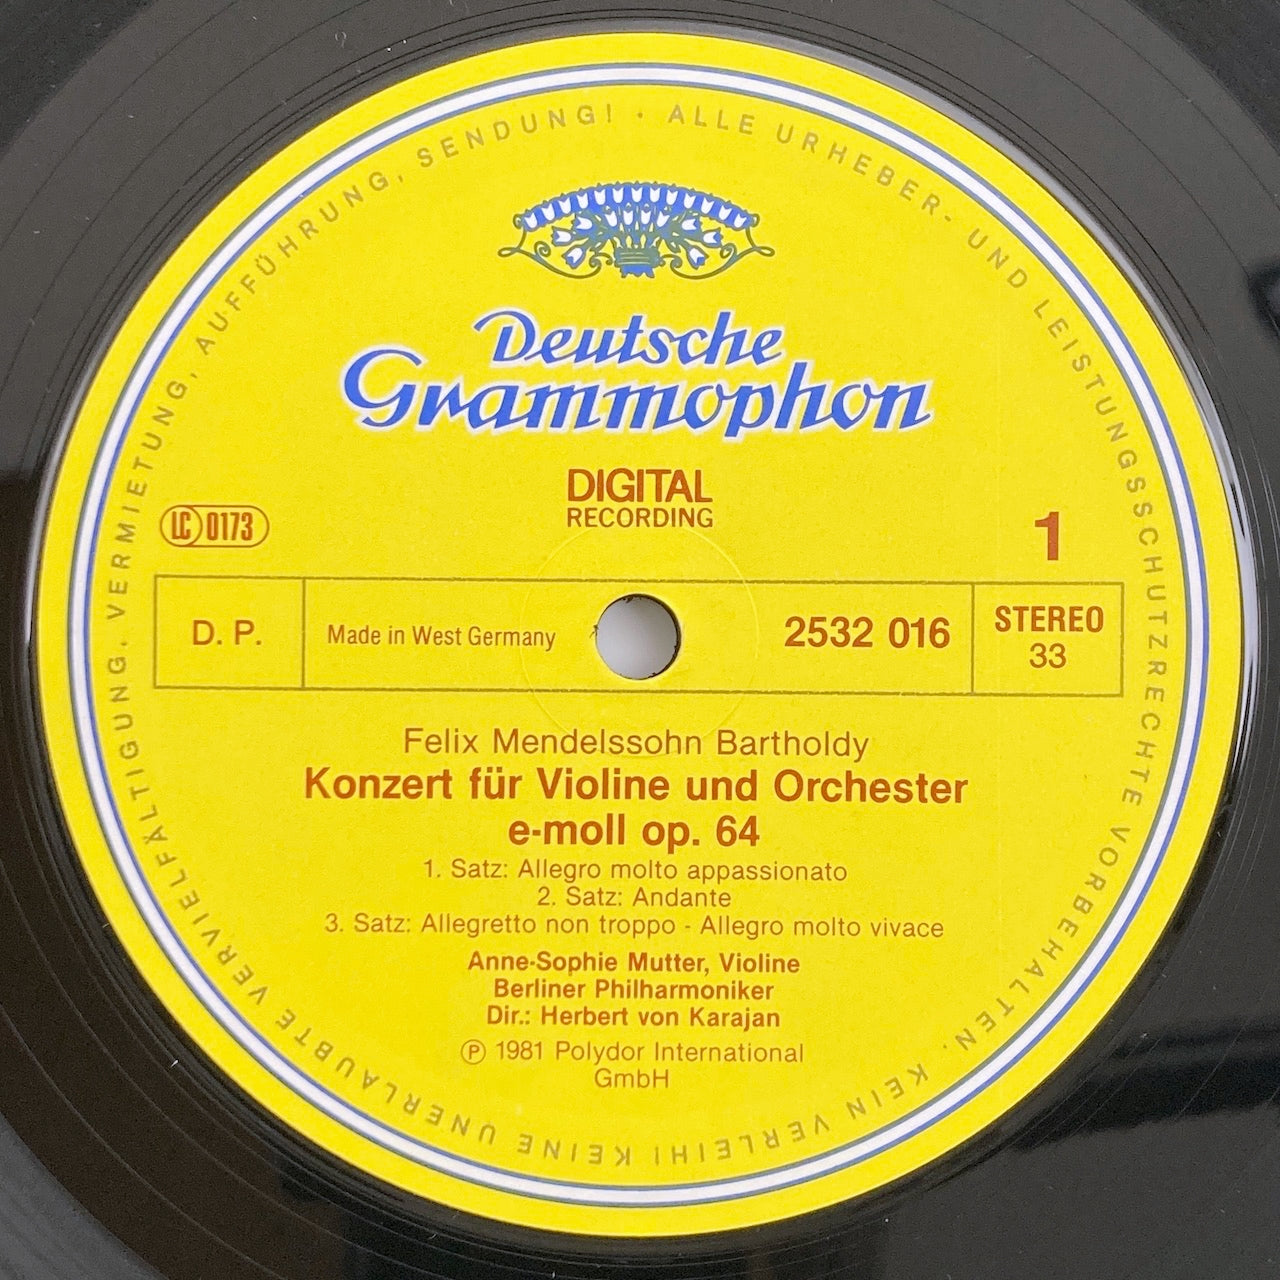 ALLE URHEBER- UND LEISTUNGSSCHUTZRECHTE VORBEHALTEN. KEIN VERLEIH! KEINE UNERLAUBTE VERVIELFÄLTIGUNG, VERMIETUNG, AUFFÜHRUNG, SENDUNG! ·
Deutsche
Grammophon
DIGITAL
RECORDING
LC 0173
1
D. P.
Made in West Germany
2532 016
STEREO
33
Felix Mendelssohn Bartholdy
Konzert für Violine und Orchester
e-moll op. 64
1. Satz: Allegro molto appassionato
2. Satz: Andante
3. Satz: Allegretto non troppo - Allegro molto vivace
Anne-Sophie Mutter, Violine
Berliner Philharmoniker
Dir.: Herbert von Karajan
℗ 1981 Polydor International
GmbH